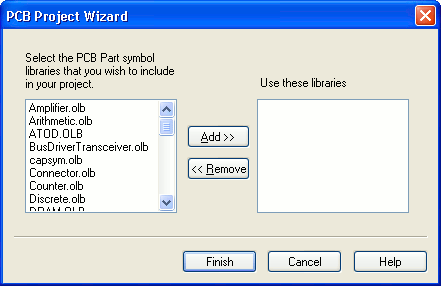 PCB Project Wizard
Select the PCB Part symbol
libraries that you wish to include
in your project.
Use these libraries
Amplifier.olb
Arithmetic.olb
ATOD.OLB
BusDriverTransceiver.olb
capsym.olb
Connector.olb
Counter.olb
Discrete.olb
DRAM.OLB
Add >>
<< Remove
Finish
Cancel
Help